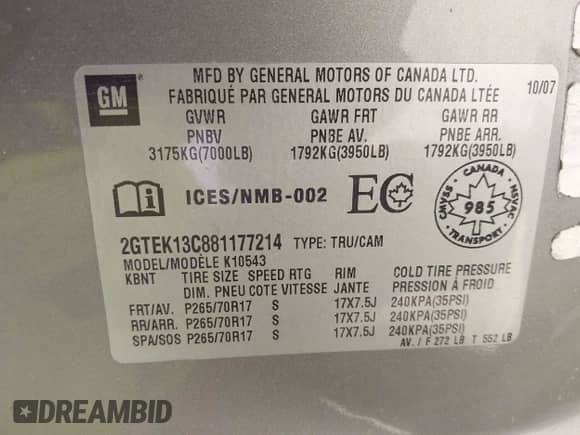 MFD BY GENERAL MOTORS OF CANADA LTD.
10/07
FABRIQUÉ PAR GENERAL MOTORS DU CANADA LTÉE
GM
GVWR GAWR FRT GAWR RR
PNBV PNBE AV. PNBE ARR.
3175KG(7000LB) 1792KG(3950LB) 1792KG(3950LB)
ICES/NMB-002
EC
CANADA
CMVSS 985 NSVAC
TRANSPORT
2GTEK13C881177214 TYPE: TRU/CAM
MODEL/MODÈLE K10543
KBNT TIRE SIZE SPEED RTG RIM COLD TIRE PRESSURE
DIM. PNEU COTE VITESSE JANTE PRESSION À FROID
FRT/AV. P265/70R17 S 17X7.5J 240KPA(35PSI)
RR/ARR. P265/70R17 S 17X7.5J 240KPA(35PSI)
SPA/SOS P265/70R17 S 17X7.5J 240KPA(35PSI)
AV. / F 272 LB T 552 LB
DREAMBID